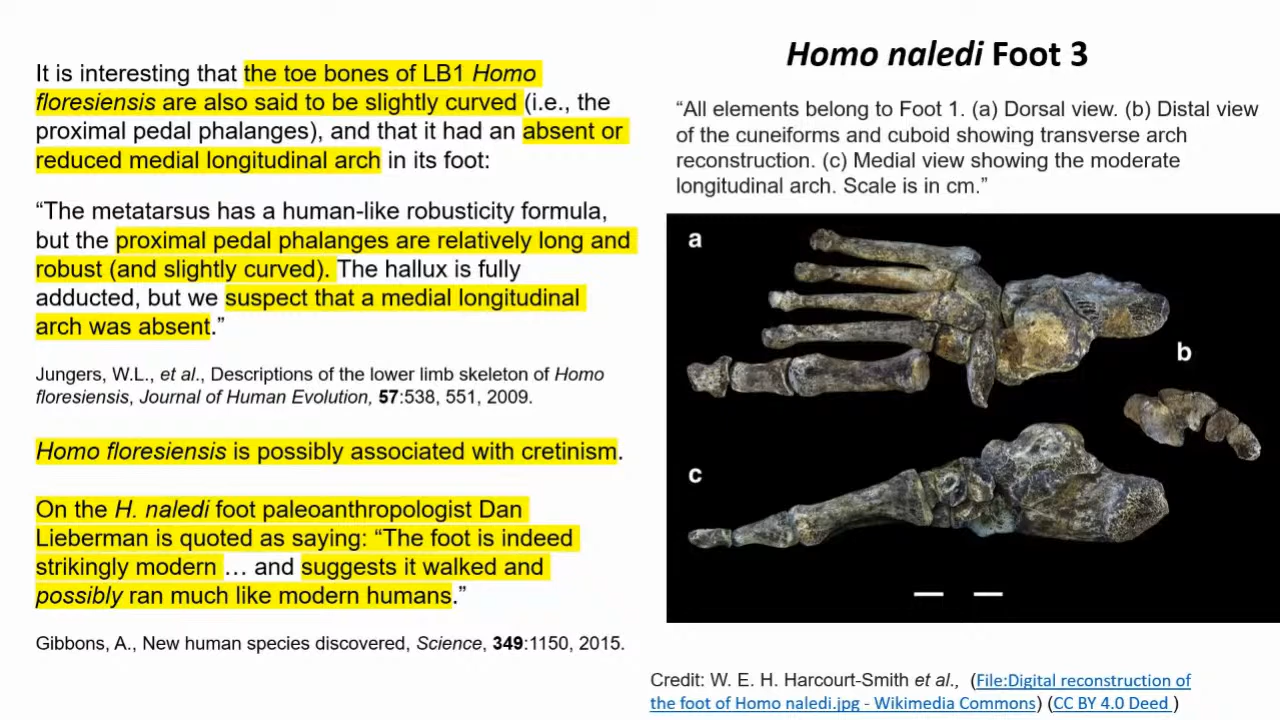 It is interesting that the toe bones of LB1 Homo
floresiensis are also said to be slightly curved (i.e., the
proximal pedal phalanges), and that it had an absent or
reduced medial longitudinal arch in its foot:
“The metatarsus has a human-like robusticity formula,
but the proximal pedal phalanges are relatively long and
robust (and slightly curved). The hallux is fully
adducted, but we suspect that a medial longitudinal
arch was absent.”
Jungers, W.L., et al., Descriptions of the lower limb skeleton of Homo
floresiensis, Journal of Human Evolution, 57:538, 551, 2009.
Homo floresiensis is possibly associated with cretinism.
On the H. naledi foot paleoanthropologist Dan
Lieberman is quoted as saying: “The foot is indeed
strikingly modern … and suggests it walked and
possibly ran much like modern humans.”
Gibbons, A., New human species discovered, Science, 349:1150, 2015.
Homo naledi Foot 3
“All elements belong to Foot 1. (a) Dorsal view. (b) Distal view
of the cuneiforms and cuboid showing transverse arch
reconstruction. (c) Medial view showing the moderate
longitudinal arch. Scale is in cm.”
a
b
c
Credit: W. E. H. Harcourt-Smith et al., (File:Digital reconstruction of
the foot of Homo naledi.jpg - Wikimedia Commons) (CC BY 4.0 Deed )